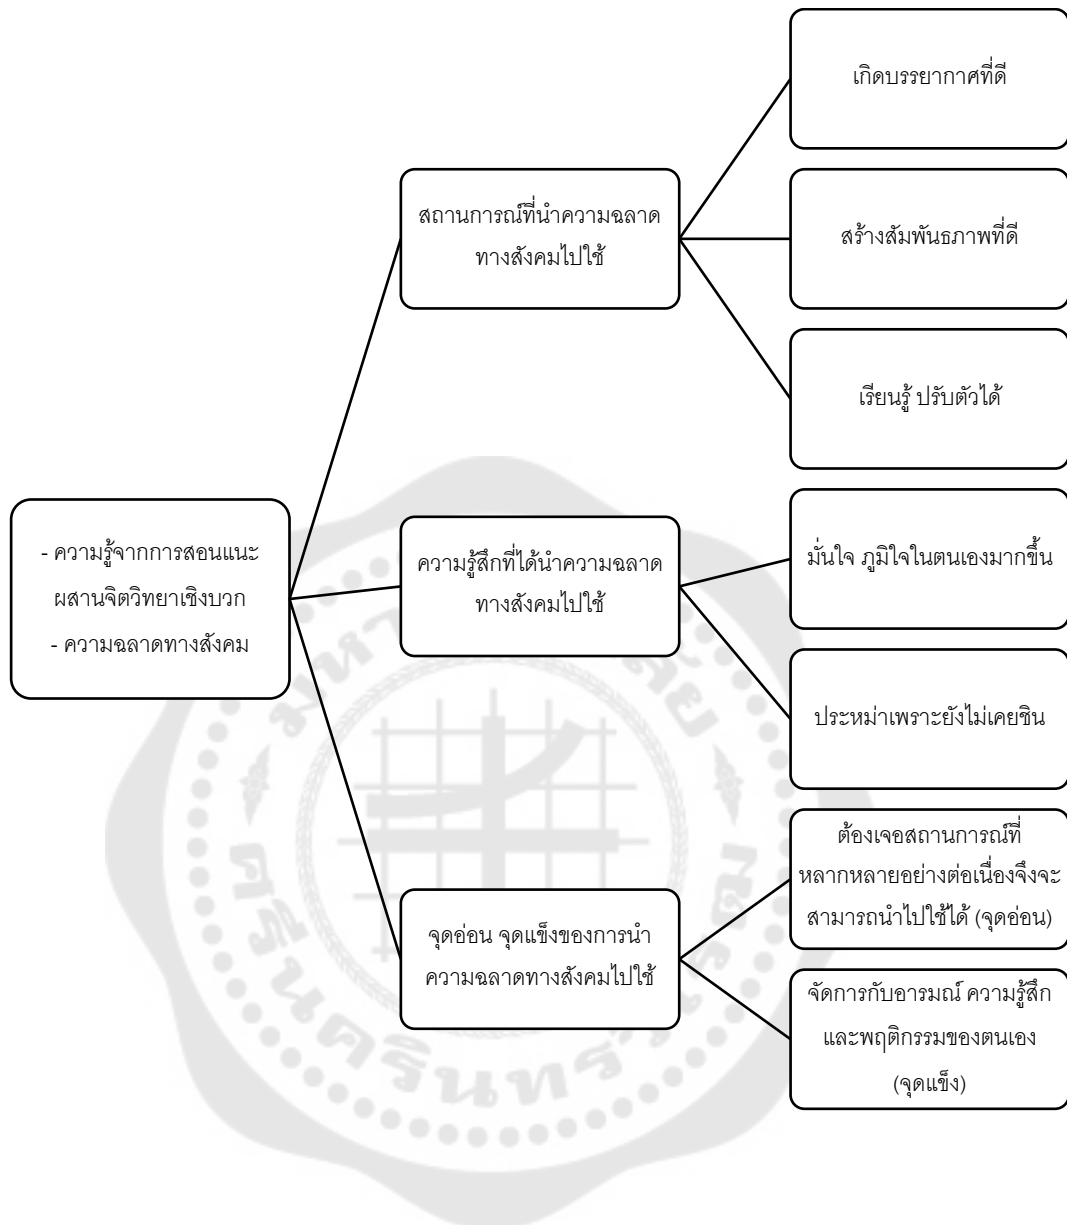 เกิดบรรยากาศที่ดี
สถานการณ์ที่นำความฉลาด
ทางสังคมไปใช้
สร้างสัมพันธภาพที่ดี
เรียนรู้ ปรับตัวได้
- ความรู้จากการสอนแนะ
ผสานจิตวิทยาเชิงบวก
- ความฉลาดทางสังคม
ความรู้สึกที่ได้นำความฉลาด
ทางสังคมไปใช้
มั่นใจ ภูมิใจในตนเองมากขึ้น
ประหม่าเพราะยังไม่เคยชิน
จุดอ่อน จุดแข็งของการนำ
ความฉลาดทางสังคมไปใช้
ต้องเจอสถานการณ์ที่
หลากหลายอย่างต่อเนื่องจึงจะ
สามารถนำไปใช้ได้ (จุดอ่อน)
จัดการกับอารมณ์ ความรู้สึก
และพฤติกรรมของตนเอง
(จุดแข็ง)